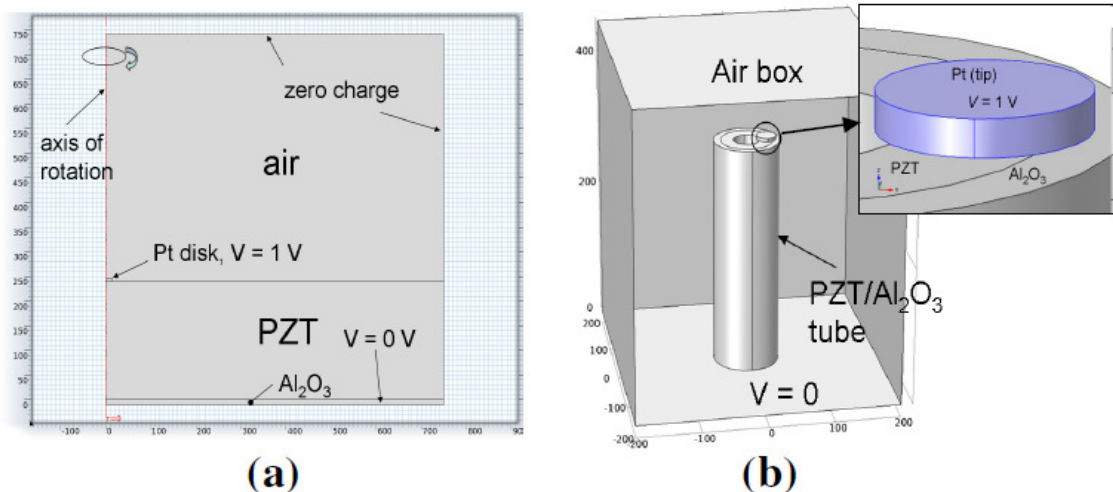 750
700
650
600
550
500
450
400
350
300
250
200
150
100
50
0
-100
0
100
200
300
400
500
600
700
800
90
r=0
zero charge
axis of
rotation
air
Pt disk, V = 1 V
PZT
V = 0 V
Al₂O₃
(a)
400
200
0
200
100
0
-100
-200
-200
-100
0
100
200
Air box
PZT/Al₂O₃
tube
V = 0
Pt (tip)
V = 1 V
PZT
Al₂O₃
z
x
(b)